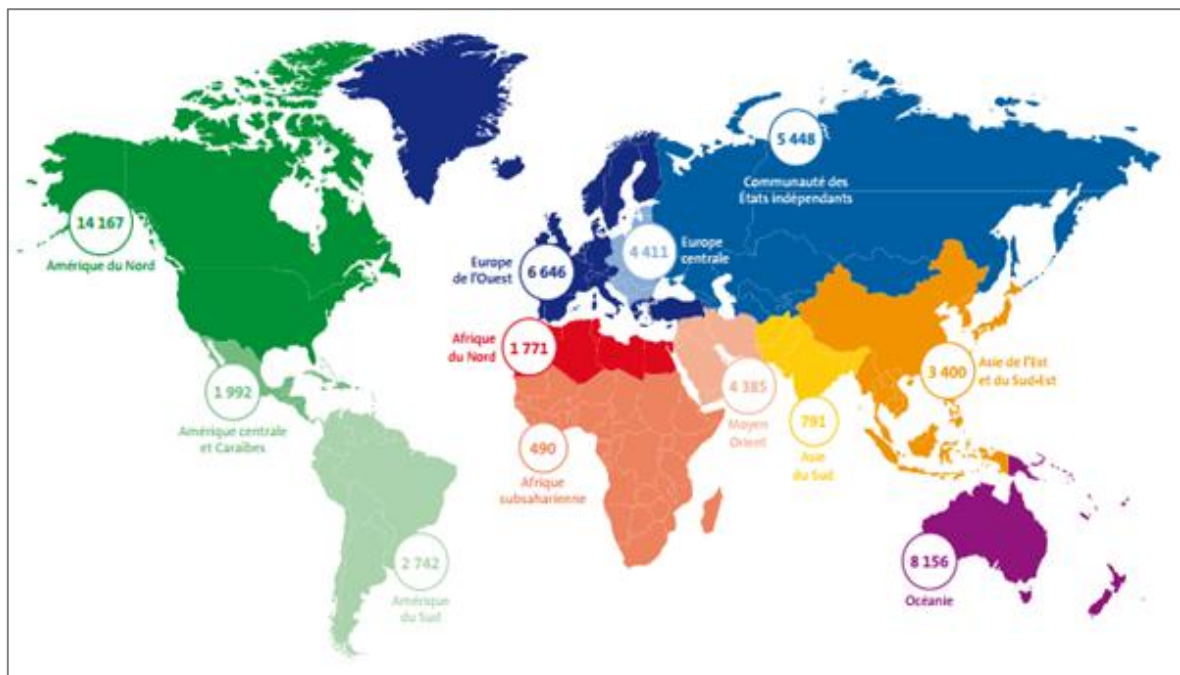 5 448
Communauté des
États indépendants
14 167
Amérique du Nord
Europe
de l'Ouest
6 646
4 411
Europe
centrale
Afrique
du Nord
1 771
1 992
Amérique centrale
et Caraïbes
4 385
Moyen
Orient
791
Asie
du Sud
3 400
Asie de l'Est
et du Sud-Est
490
Afrique
subsaharienne
2 742
Amérique
du Sud
8 156
Océanie